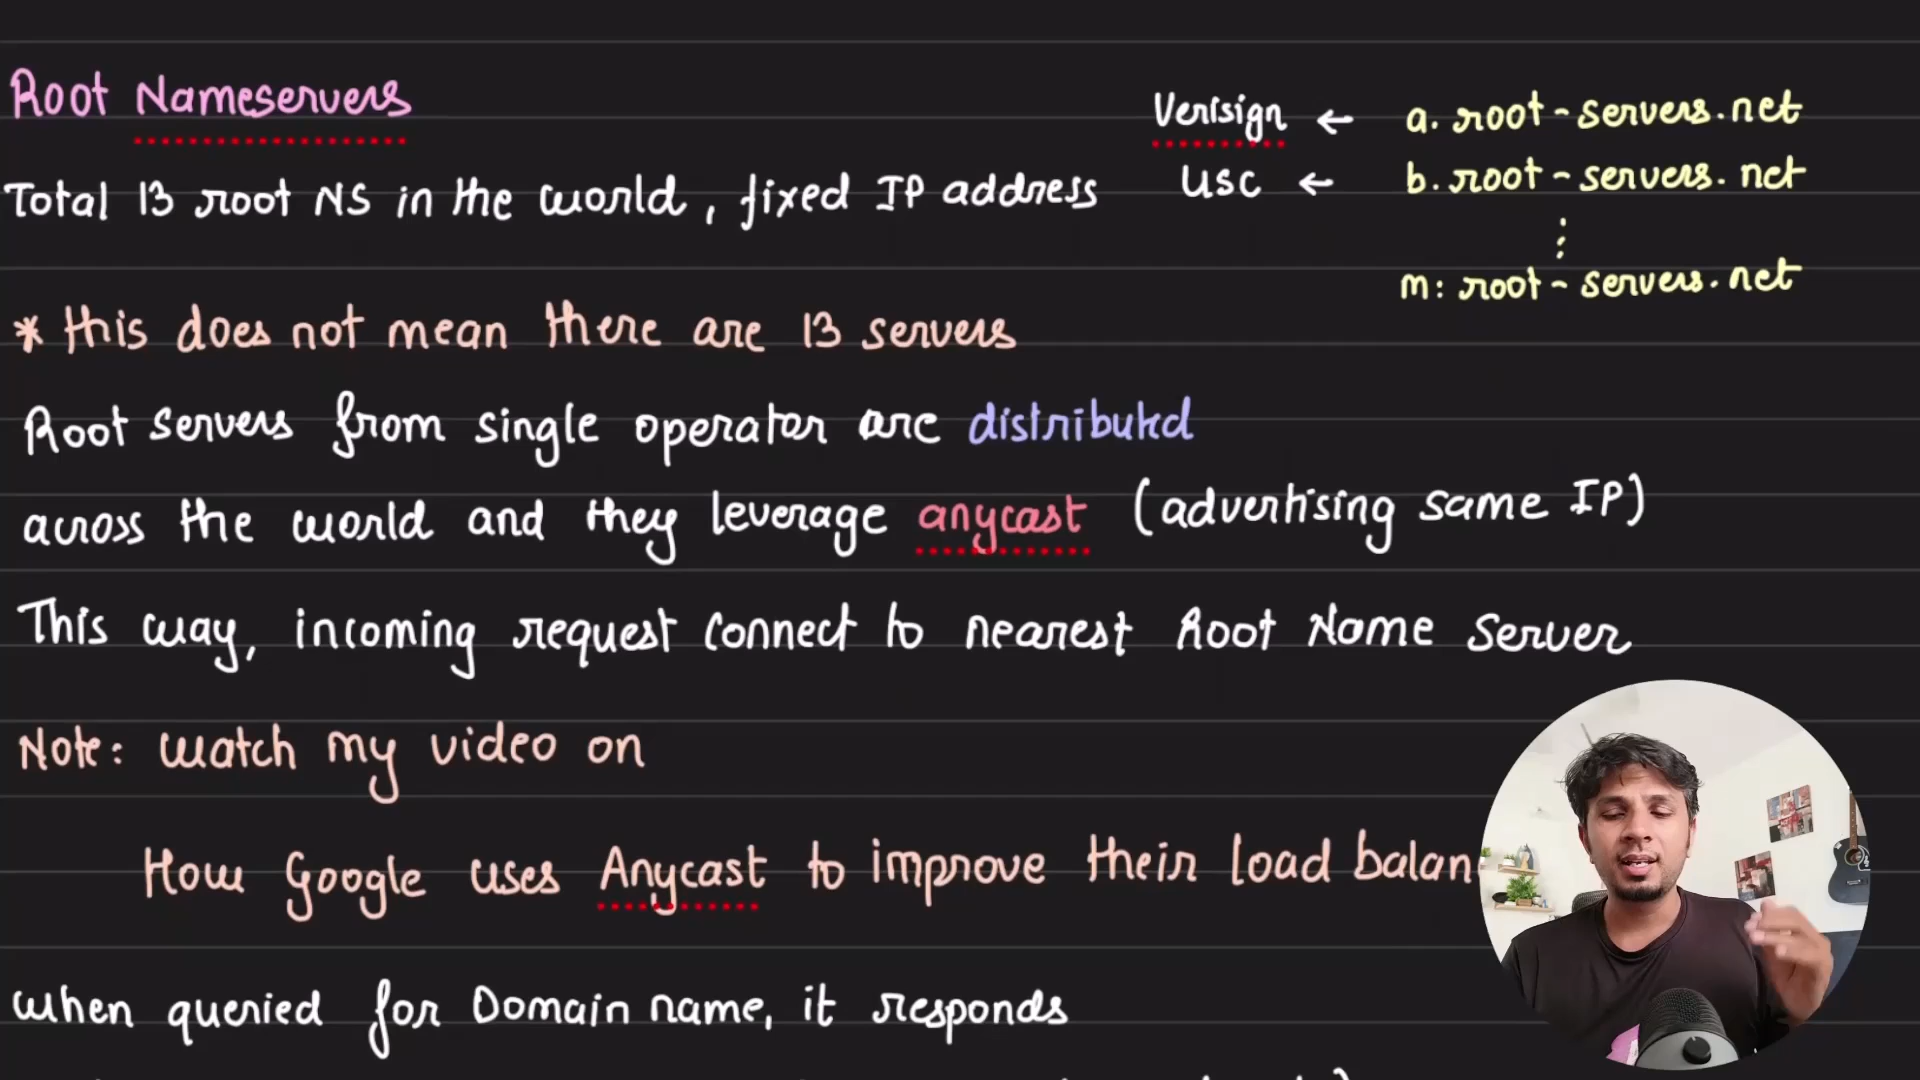 Root Nameservers
Verisign ← a. root-servers.net
Total 13 root NS in the world, fixed IP address
USC ← b. root-servers.net
⋮
m: root-servers.net
* this does not mean there are 13 servers
Root servers from single operator are distributed
across the world and they leverage anycast (advertising same IP)
This way, incoming request connect to nearest Root Name Server
Note: watch my video on
How Google uses Anycast to improve their load balan
when queried for Domain name, it responds